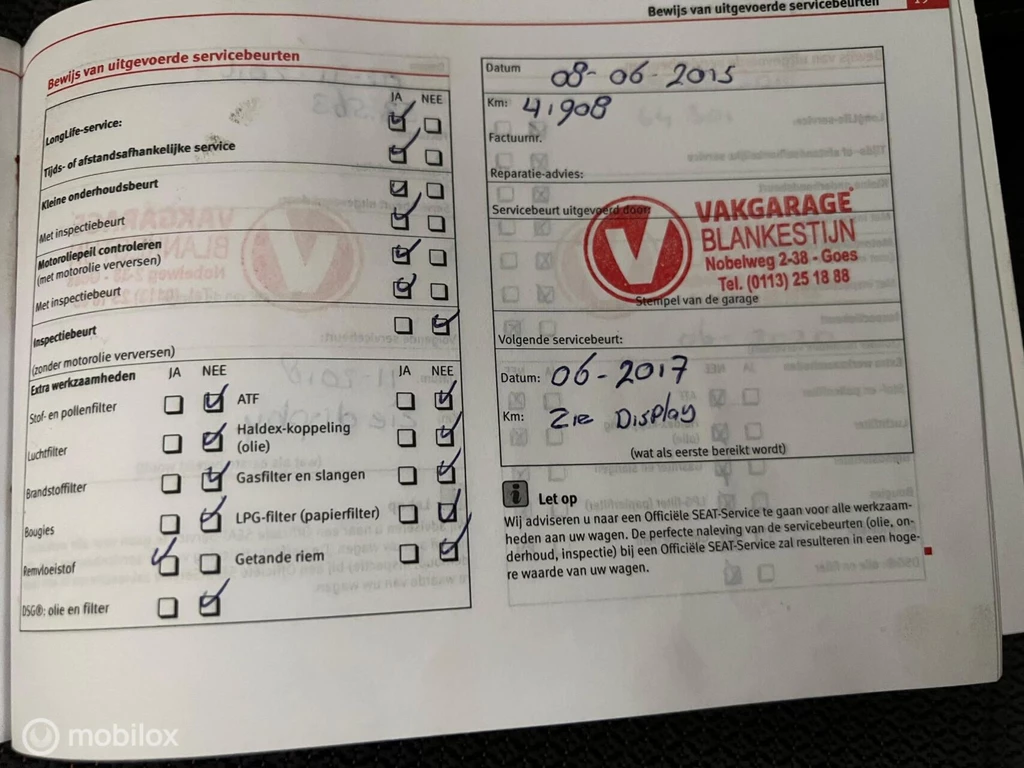 Bewijs van uitgevoerde servicebeurten
Bewijs van uitgevoerde servicebeurten
JA NEE
LongLife-service:
Tijds- of afstandsafhankelijke service
Kleine onderhoudsbeurt
Met inspectiebeurt
Motoroliepeil controleren
(met motorolie verversen)
Met inspectiebeurt
Inspectiebeurt
(zonder motorolie verversen)
Extra werkzaamheden JA NEE JA NEE
Stof- en pollenfilter ATF
Luchtfilter Haldex-koppeling
(olie)
Brandstoffilter Gasfilter en slangen
Bougies LPG-filter (papierfilter)
Remvloeistof Getande riem
DSG®: olie en filter
Datum 08-06-2015
Km: 41908
Factuurnr.
Reparatie-advies:
Servicebeurt uitgevoerd door:
V VAKGARAGE
BLANKESTIJN
Nobelweg 2-38 - Goes
Tel. (0113) 25 18 88
Stempel van de garage
Volgende servicebeurt:
Datum: 06-2017
Km: Zie Display
(wat als eerste bereikt wordt)
i Let op
Wij adviseren u naar een Officiële SEAT-Service te gaan voor alle werkzaam-
heden aan uw wagen. De perfecte naleving van de servicebeurten (olie, on-
derhoud, inspectie) bij een Officiële SEAT-Service zal resulteren in een hoge-
re waarde van uw wagen.
mobilox